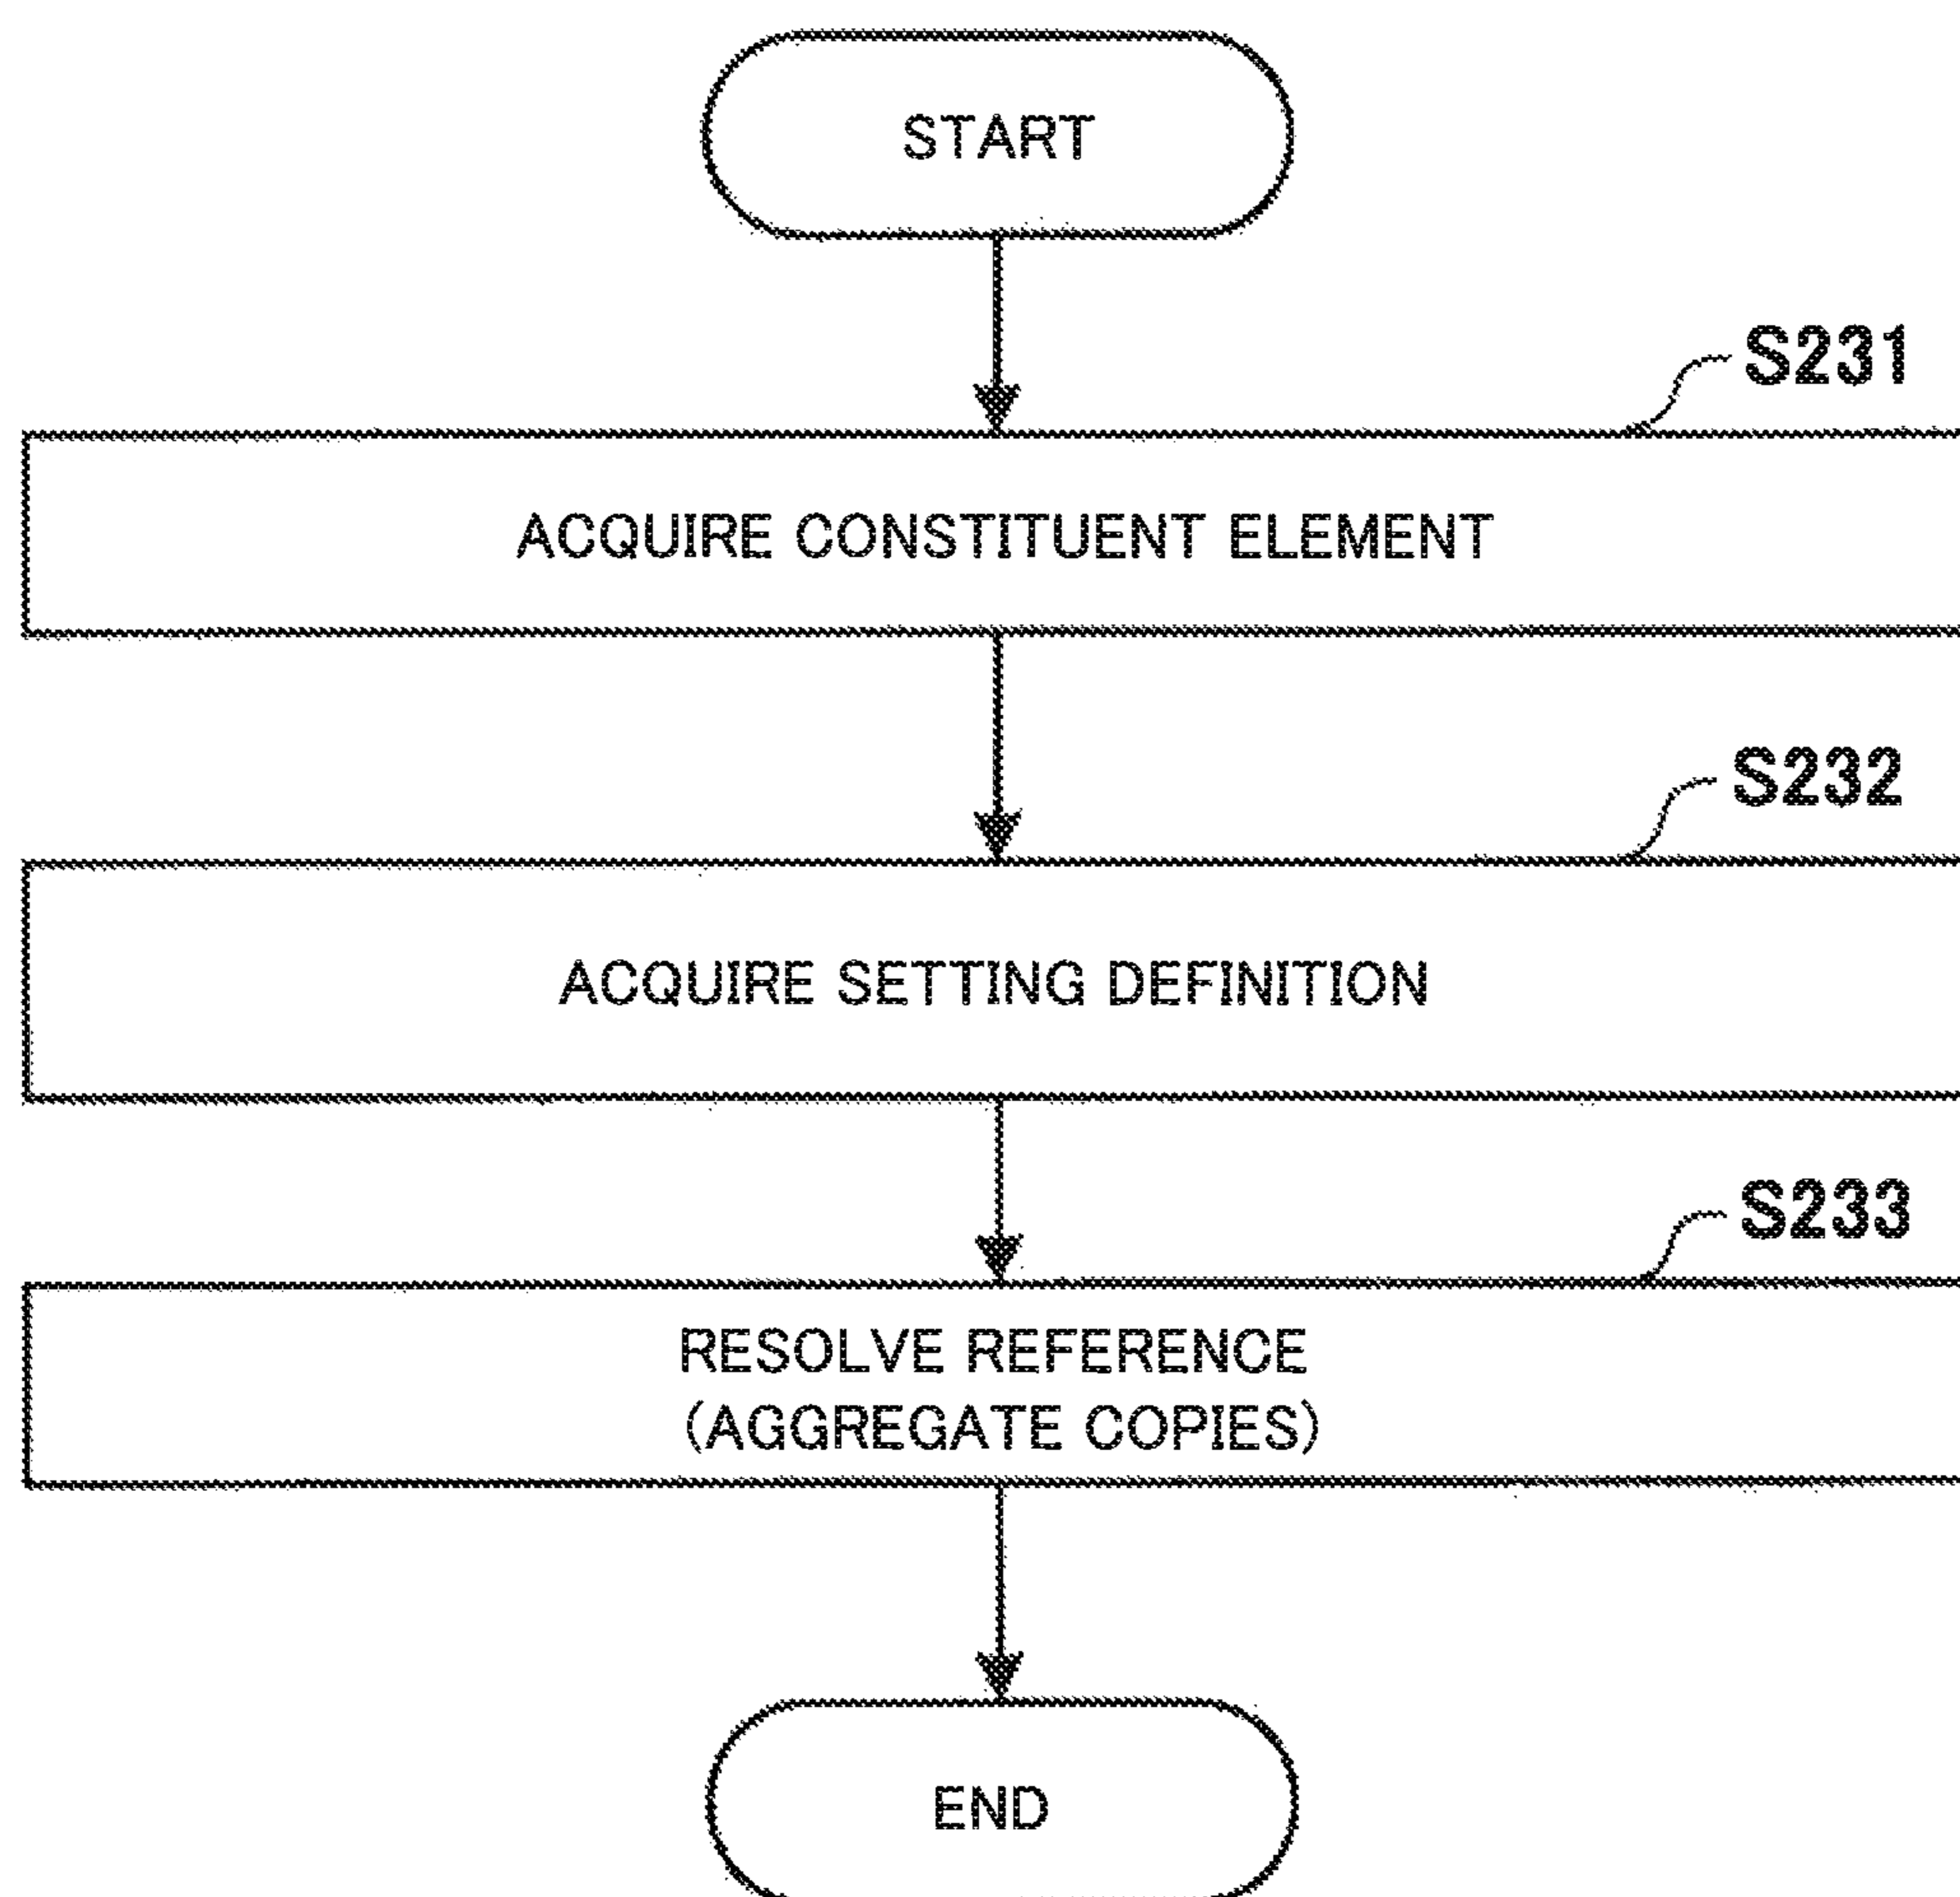 START
S231
ACQUIRE CONSTITUENT ELEMENT
S232
ACQUIRE SETTING DEFINITION
S233
RESOLVE REFERENCE
(AGGREGATE COPIES)
END